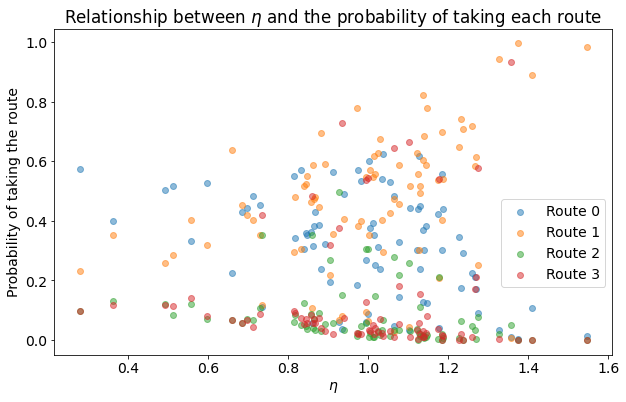 Relationship between η and the probability of taking each route
Probability of taking the route
1.0
0.8
0.6
0.4
0.2
0.0
Route 0
Route 1
Route 2
Route 3
0.4 0.6 0.8 1.0 1.2 1.4 1.6
η